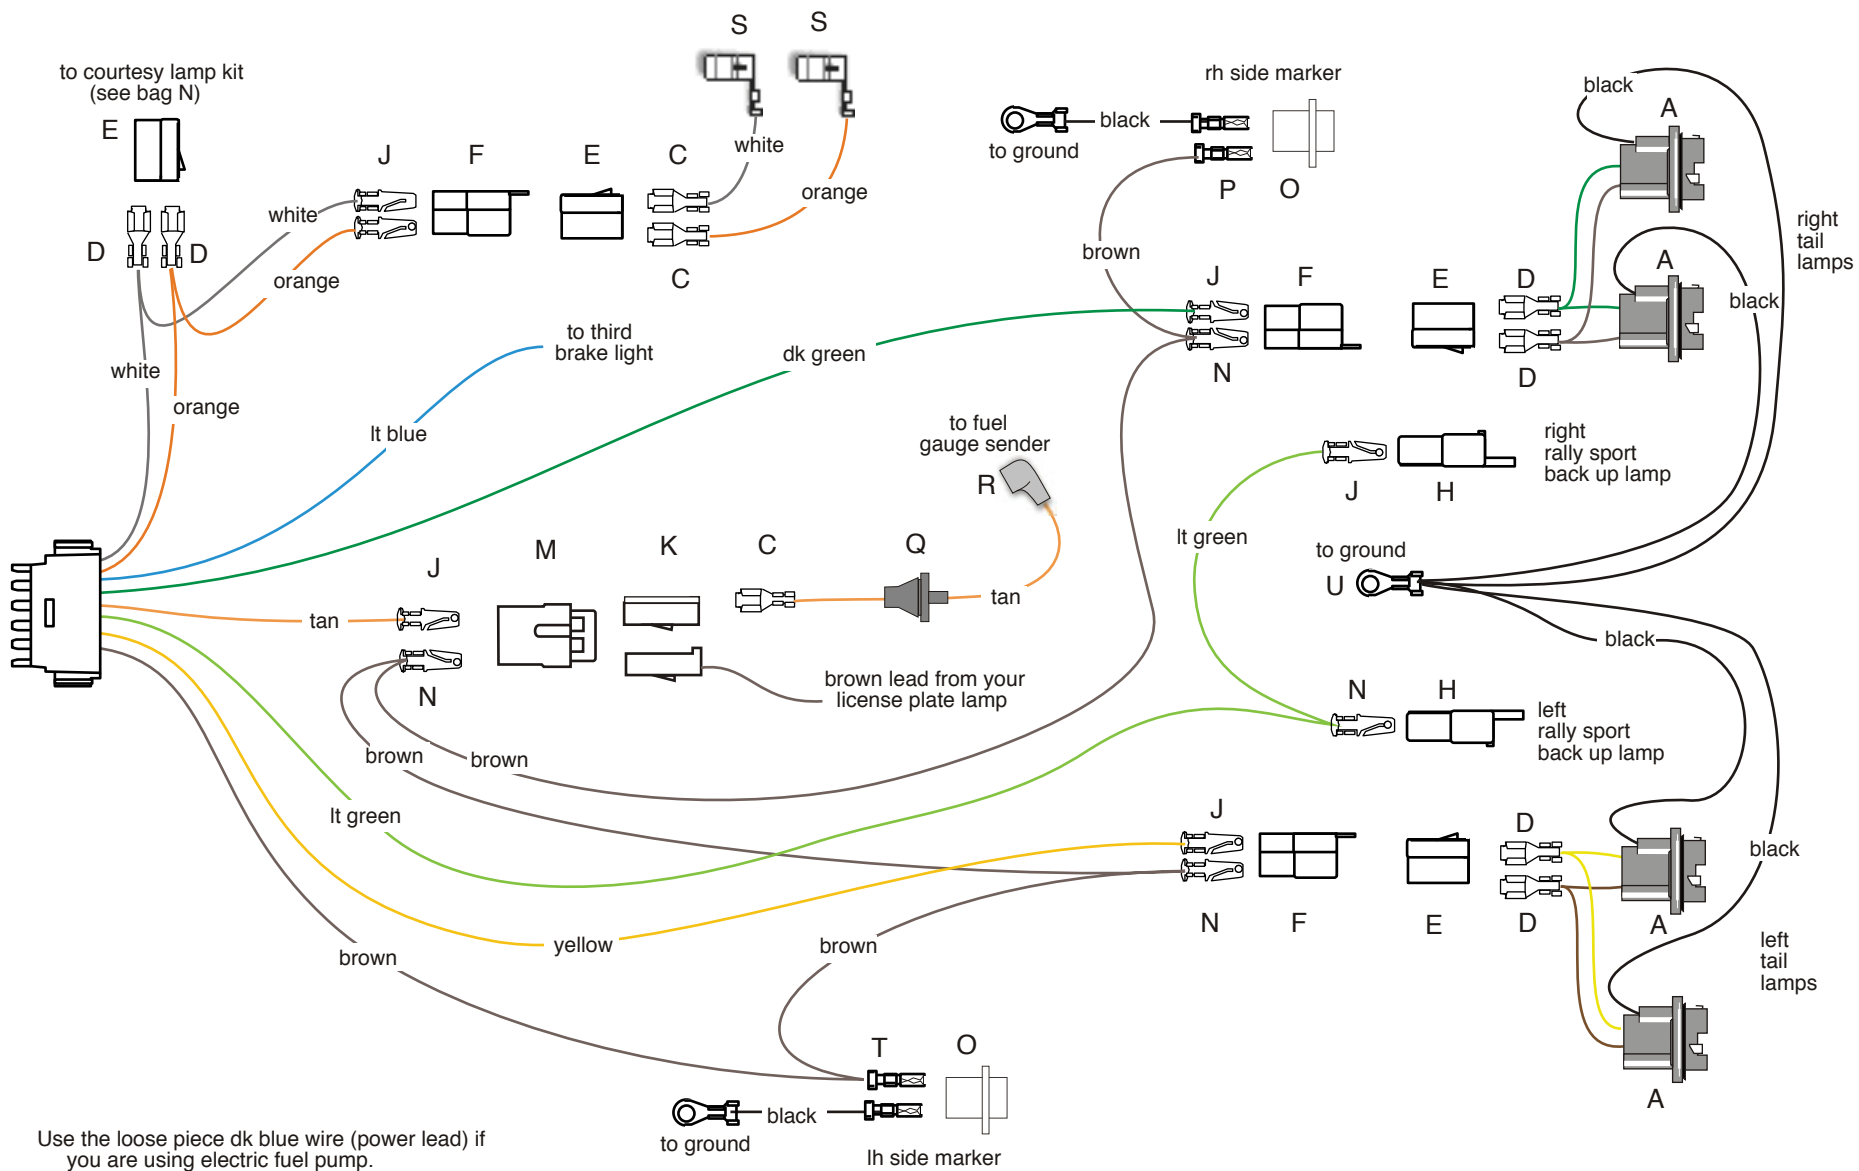 S
S
to courtesy lamp kit
(see bag N)
E
J
F
E
C
white
orange
white
D
D
orange
C
white
orange
to third
brake light
lt blue
dk green
rh side marker
black
to ground
P
O
brown
black
A
right
tail
lamps
J
F
E
D
A
black
N
D
to fuel
gauge sender
R
right
rally sport
back up lamp
J
H
lt green
to ground
U
black
J
M
K
C
Q
tan
tan
N
brown lead from your
license plate lamp
brown
brown
N
H
left
rally sport
back up lamp
lt green
J
D
black
N
F
E
D
A
left
tail
lamps
yellow
brown
brown
T
O
A
black
to ground
lh side marker
Use the loose piece dk blue wire (power lead) if
you are using electric fuel pump.